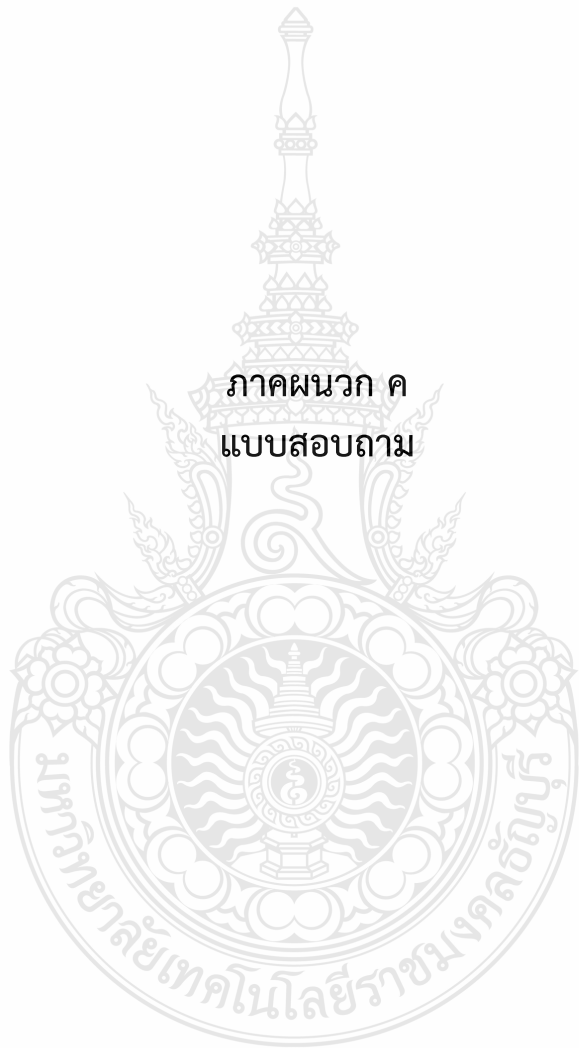 ภาคผนวก ค
แบบสอบถาม
มหาวิทยาลัยเทคโนโลยีราชมงคลธัญบุรี